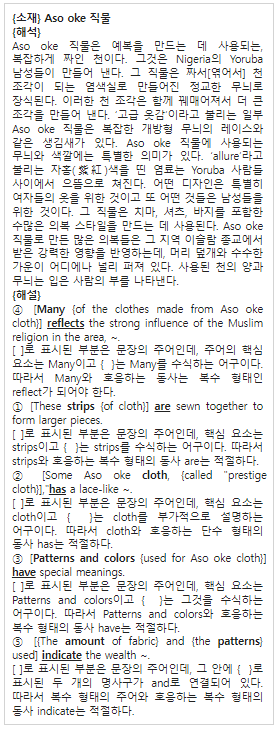 {소재} Aso oke 직물
{해석}
Aso oke 직물은 예복을 만드는 데 사용되는,
복잡하게 짜인 천이다. 그것은 Nigeria의 Yoruba
남성들이 만들어 낸다. 그 직물은 짜서[엮어서] 천
조각이 되는 염색실로 만들어진 정교한 무늬로
장식된다. 이러한 천 조각은 함께 꿰매어져서 더 큰
조각을 만들어 낸다. '고급 옷감'이라고 불리는 일부
Aso oke 직물은 복잡한 개방형 무늬의 레이스와
같은 생김새가 있다. Aso oke 직물에 사용되는
무늬와 색깔에는 특별한 의미가 있다. 'allure'라고
불리는 자홍(紫紅)색을 띤 염료는 Yoruba 사람들
사이에서 으뜸으로 쳐진다. 어떤 디자인은 특별히
여자들의 옷을 위한 것이고 또 어떤 것들은 남성들을
위한 것이다. 그 직물은 치마, 셔츠, 바지를 포함한
수많은 의복 스타일을 만드는 데 사용된다. Aso oke
직물로 만든 많은 의복들은 그 지역 이슬람 종교에서
받은 강력한 영향을 반영하는데, 머리 덮개와 수수한
가운이 어디에나 널리 퍼져 있다. 사용된 천의 양과
무늬는 입은 사람의 부를 나타낸다.
{해설}
④ [Many {of the clothes made from Aso oke
cloth}] reflects the strong influence of the Muslim
religion in the area, ~.
[ ]로 표시된 부분은 문장의 주어인데, 주어의 핵심
요소는 Many이고 { }는 Many를 수식하는 어구이다.
따라서 Many와 호응하는 동사는 복수 형태인
reflect가 되어야 한다.
① [These strips {of cloth}] are sewn together to
form larger pieces.
[ ]로 표시된 부분은 문장의 주어인데, 핵심 요소는
strips이고 { }는 strips를 수식하는 어구이다. 따라서
strips와 호응하는 복수 형태의 동사 are는 적절하다.
② [Some Aso oke cloth, {called "prestige
cloth}],"has a lace-like ~.
[ ]로 표시된 부분은 문장의 주어인데, 핵심 요소는
cloth이고 { }는 cloth를 부가적으로 설명하는
어구이다. 따라서 cloth와 호응하는 단수 형태의
동사 has는 적절하다.
③ [Patterns and colors {used for Aso oke cloth}]
have special meanings.
[ ]로 표시된 부분은 문장의 주어인데, 핵심 요소는
Patterns and colors이고 { }는 그것을 수식하는
어구이다. 따라서 Patterns and colors와 호응하는
복수 형태의 동사 have는 적절하다.
⑤ [{The amount of fabric} and {the patterns}
used] indicate the wealth ~.
[ ]로 표시된 부분은 문장의 주어인데, 그 안에 { }로
표시된 두 개의 명사구가 and로 연결되어 있다.
따라서 복수 형태의 주어와 호응하는 복수 형태의
동사 indicate는 적절하다.